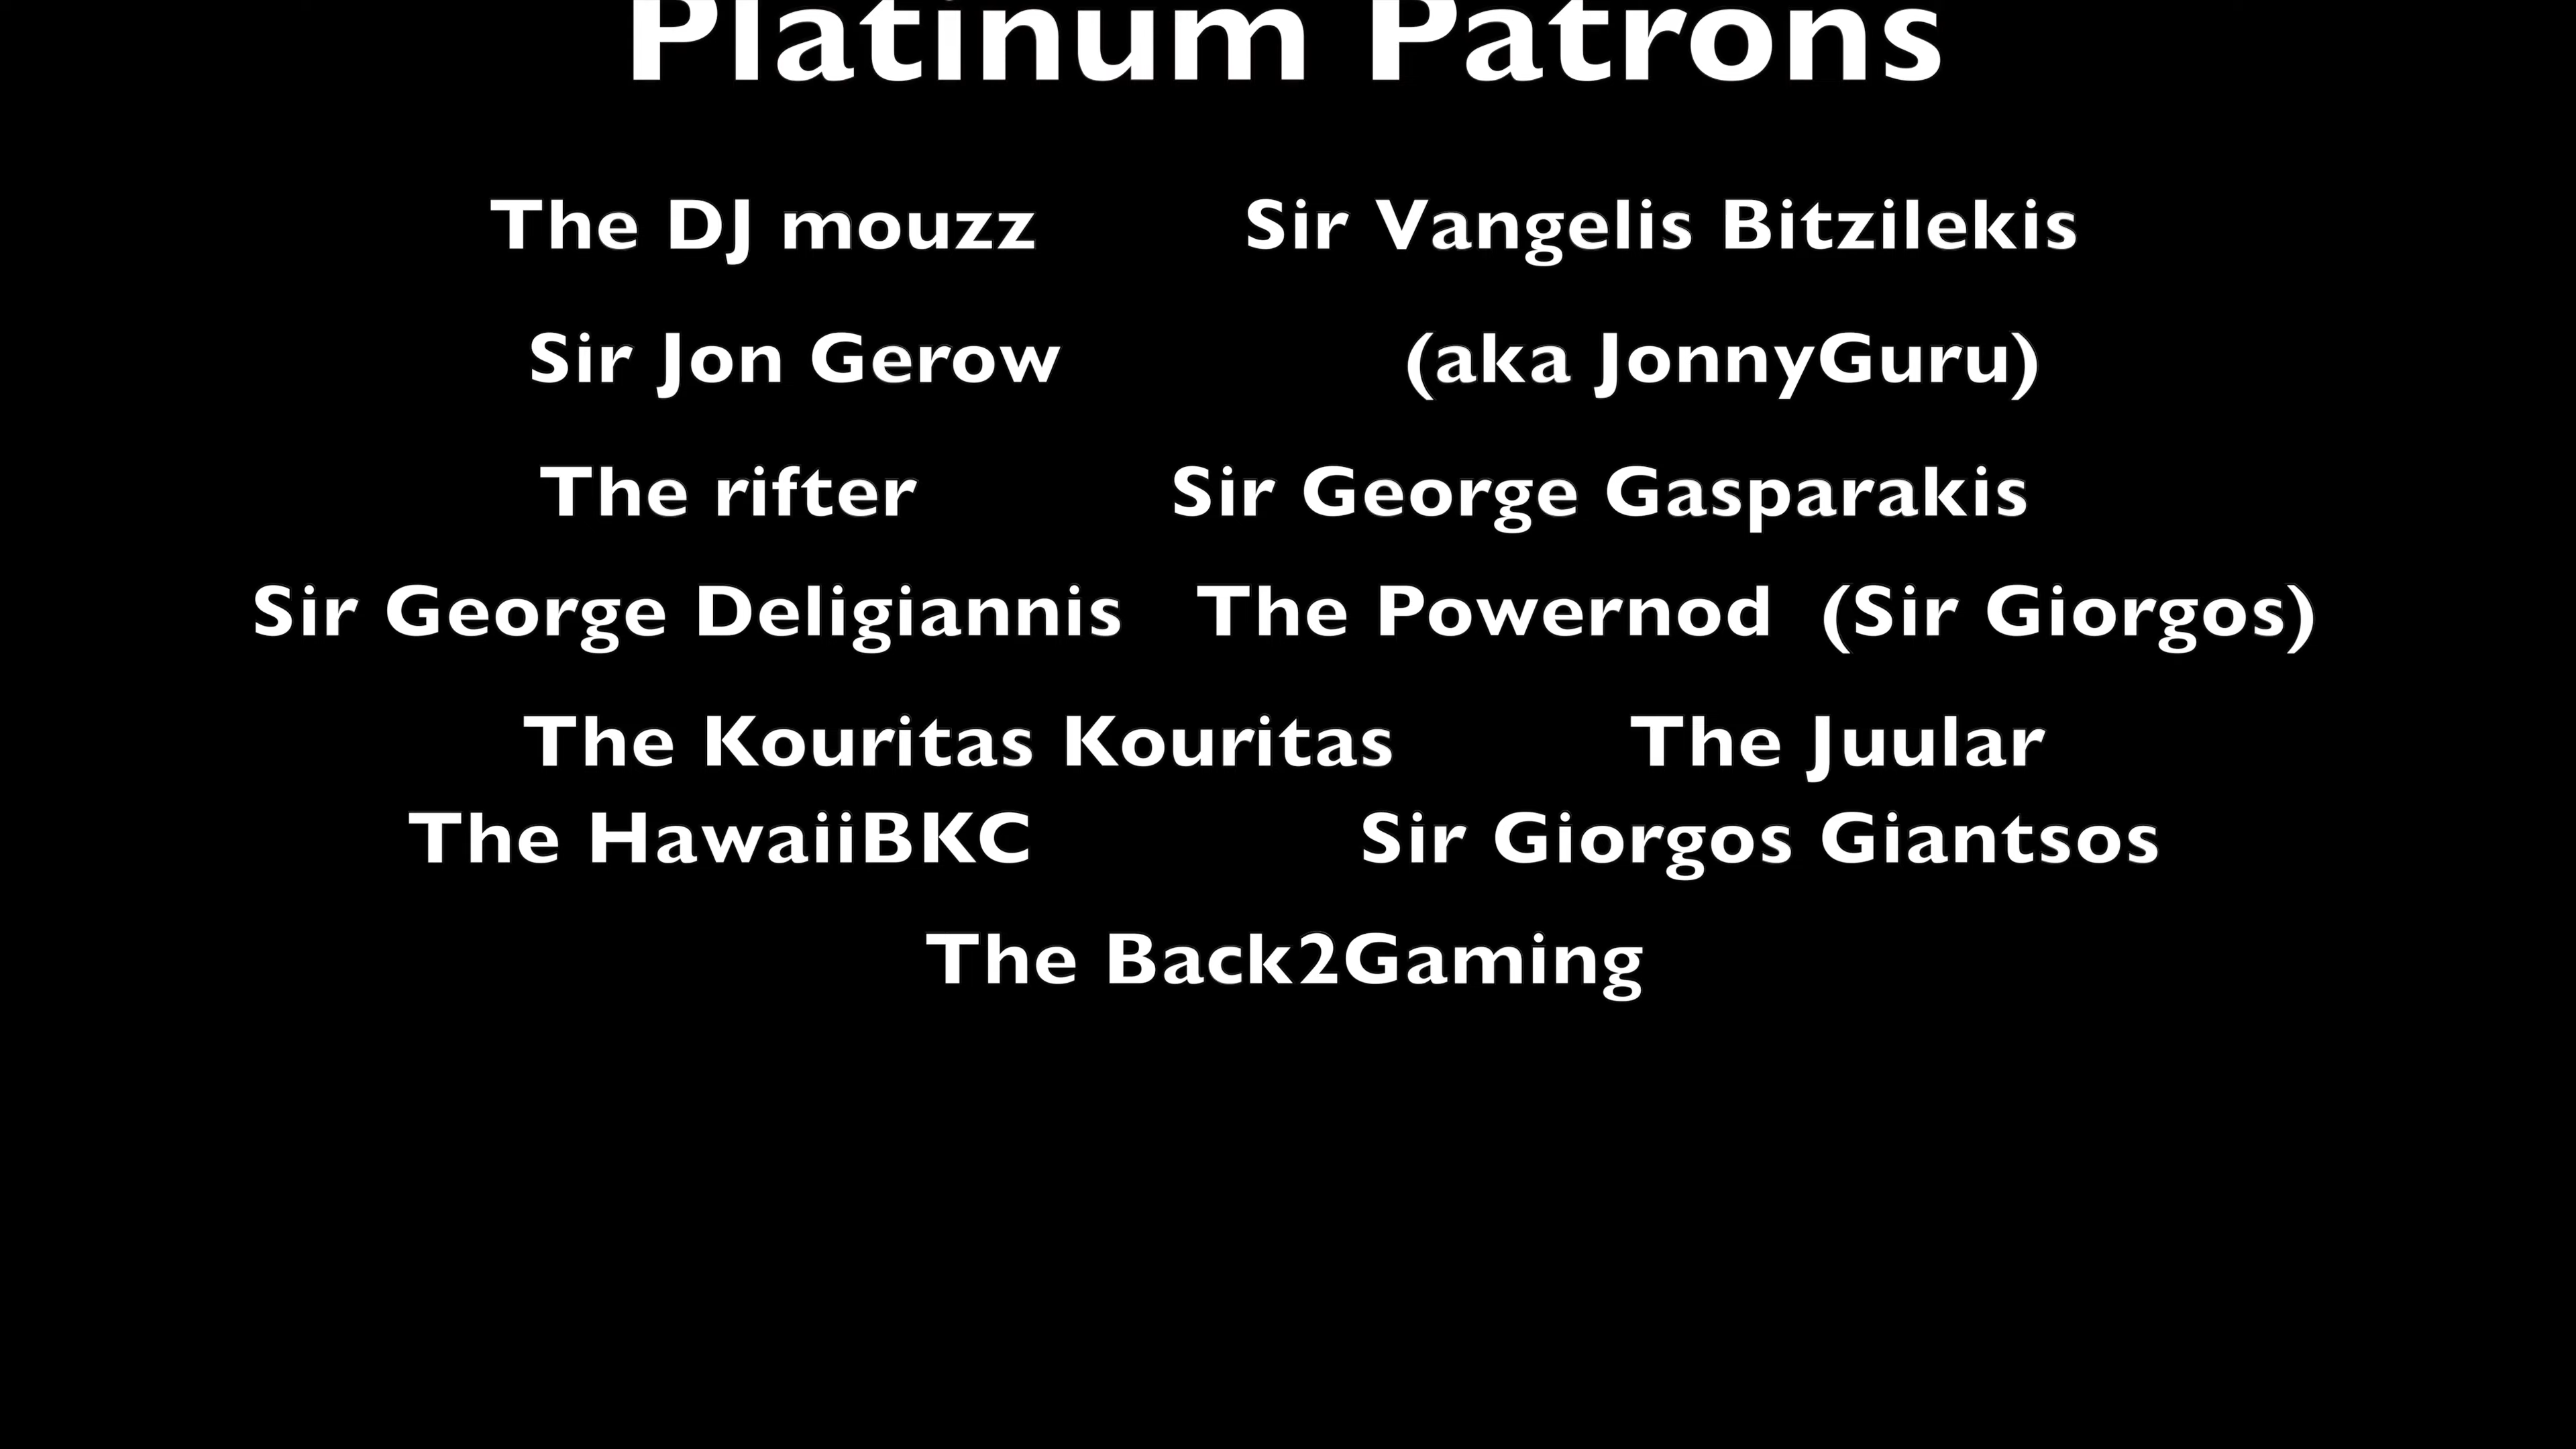 Platinum Patrons
The DJ mouzz Sir Vangelis Bitzilekis
Sir Jon Gerow (aka JonnyGuru)
The rifter Sir George Gasparakis
Sir George Deligiannis The Powernod (Sir Giorgos)
The Kouritas Kouritas The Juular
The HawaiiBKC Sir Giorgos Giantsos
The Back2Gaming